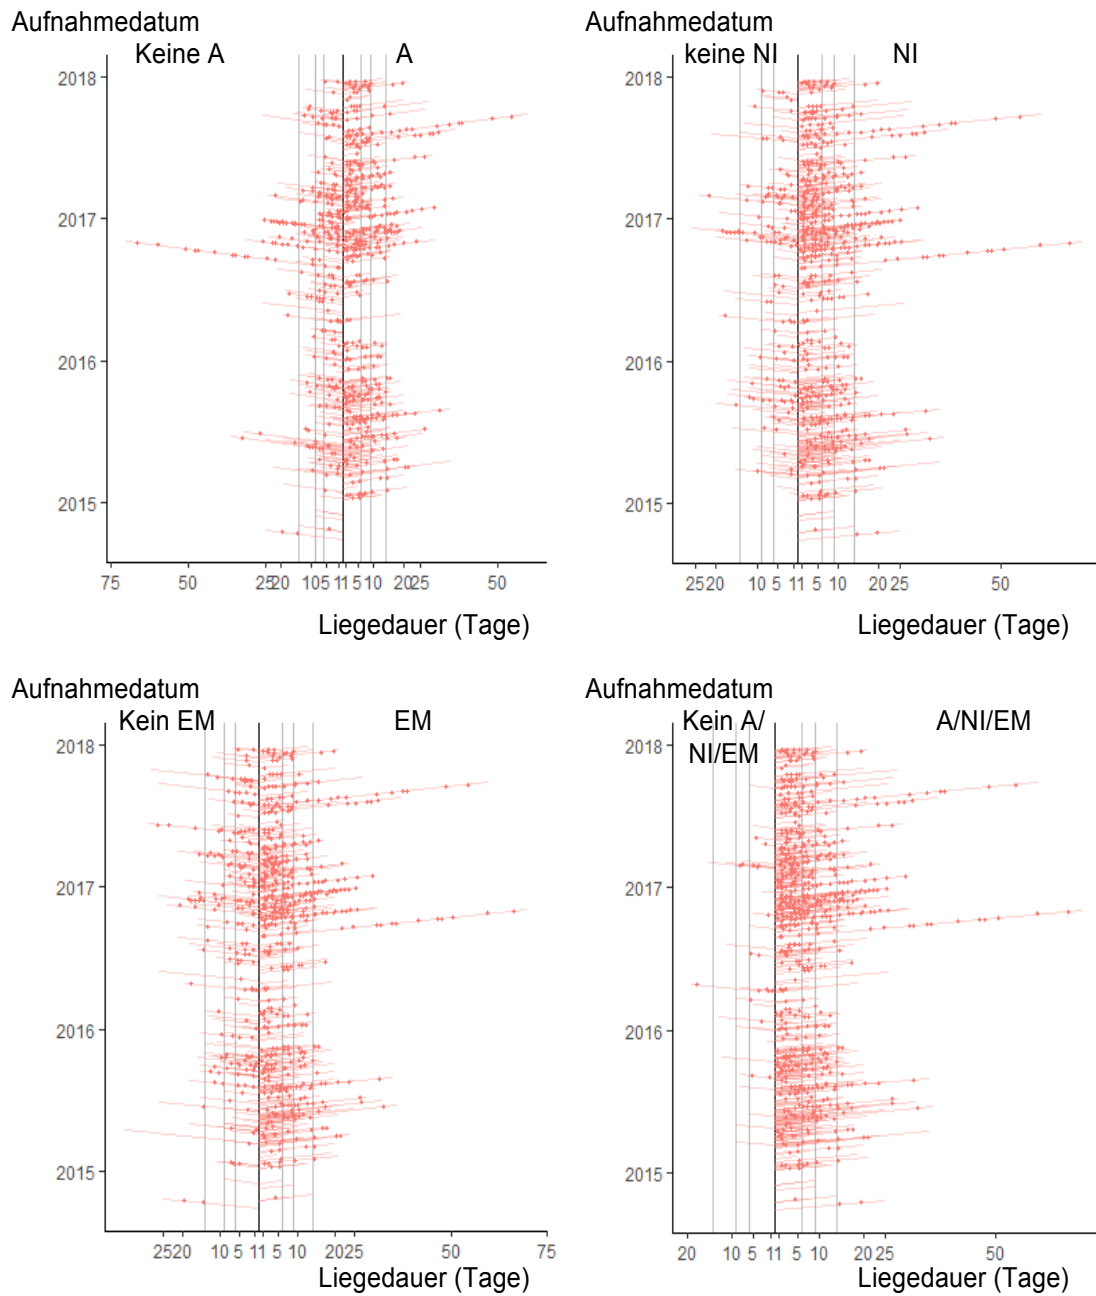 Aufnahmedatum
Keine A A
2018
2017
2016
2015
75 50 25 20 10 5 1 1 5 10 20 25 50
Liegedauer (Tage)
Aufnahmedatum
keine NI NI
2018
2017
2016
2015
25 20 10 5 1 5 10 20 25 50
Liegedauer (Tage)
Aufnahmedatum
Kein EM EM
2018
2017
2016
2015
25 20 10 5 1 1 5 10 20 25 50 75
Liegedauer (Tage)
Aufnahmedatum
Kein A/ A/NI/EM
NI/EM
2018
2017
2016
2015
20 10 5 1 1 5 10 20 25 50
Liegedauer (Tage)